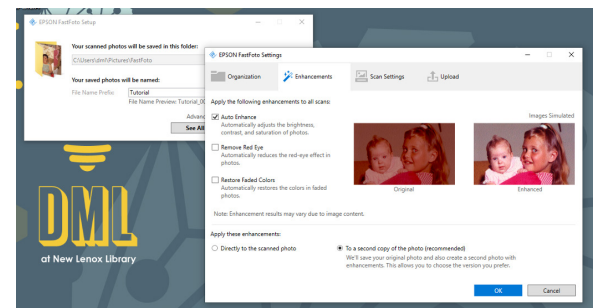 EPSON FastFoto Setup
Your scanned photos will be saved in this folder:
C:\Users\dml\Pictures\FastFoto
Your saved photos will be named:
File Name Prefix
Tutorial
File Name Preview: Tutorial_00
Advanc
See All
DML
at New Lenox Library
EPSON FastFoto Settings
Organization
Enhancements
Scan Settings
Upload
Apply the following enhancements to all scans:
Auto Enhance
Automatically adjusts the brightness,
contrast, and saturation of photos.
Remove Red Eye
Automatically reduces the red-eye effect in
photos.
Restore Faded Colors
Automatically restores the colors in faded
photos.
Images Simulated
Original
Enhanced
Note: Enhancement results may vary due to image content.
Apply these enhancements:
Directly to the scanned photo
To a second copy of the photo (recommended)
We'll save your original photo and also create a second photo with
enhancements. This allows you to choose the version you prefer.
OK
Cancel